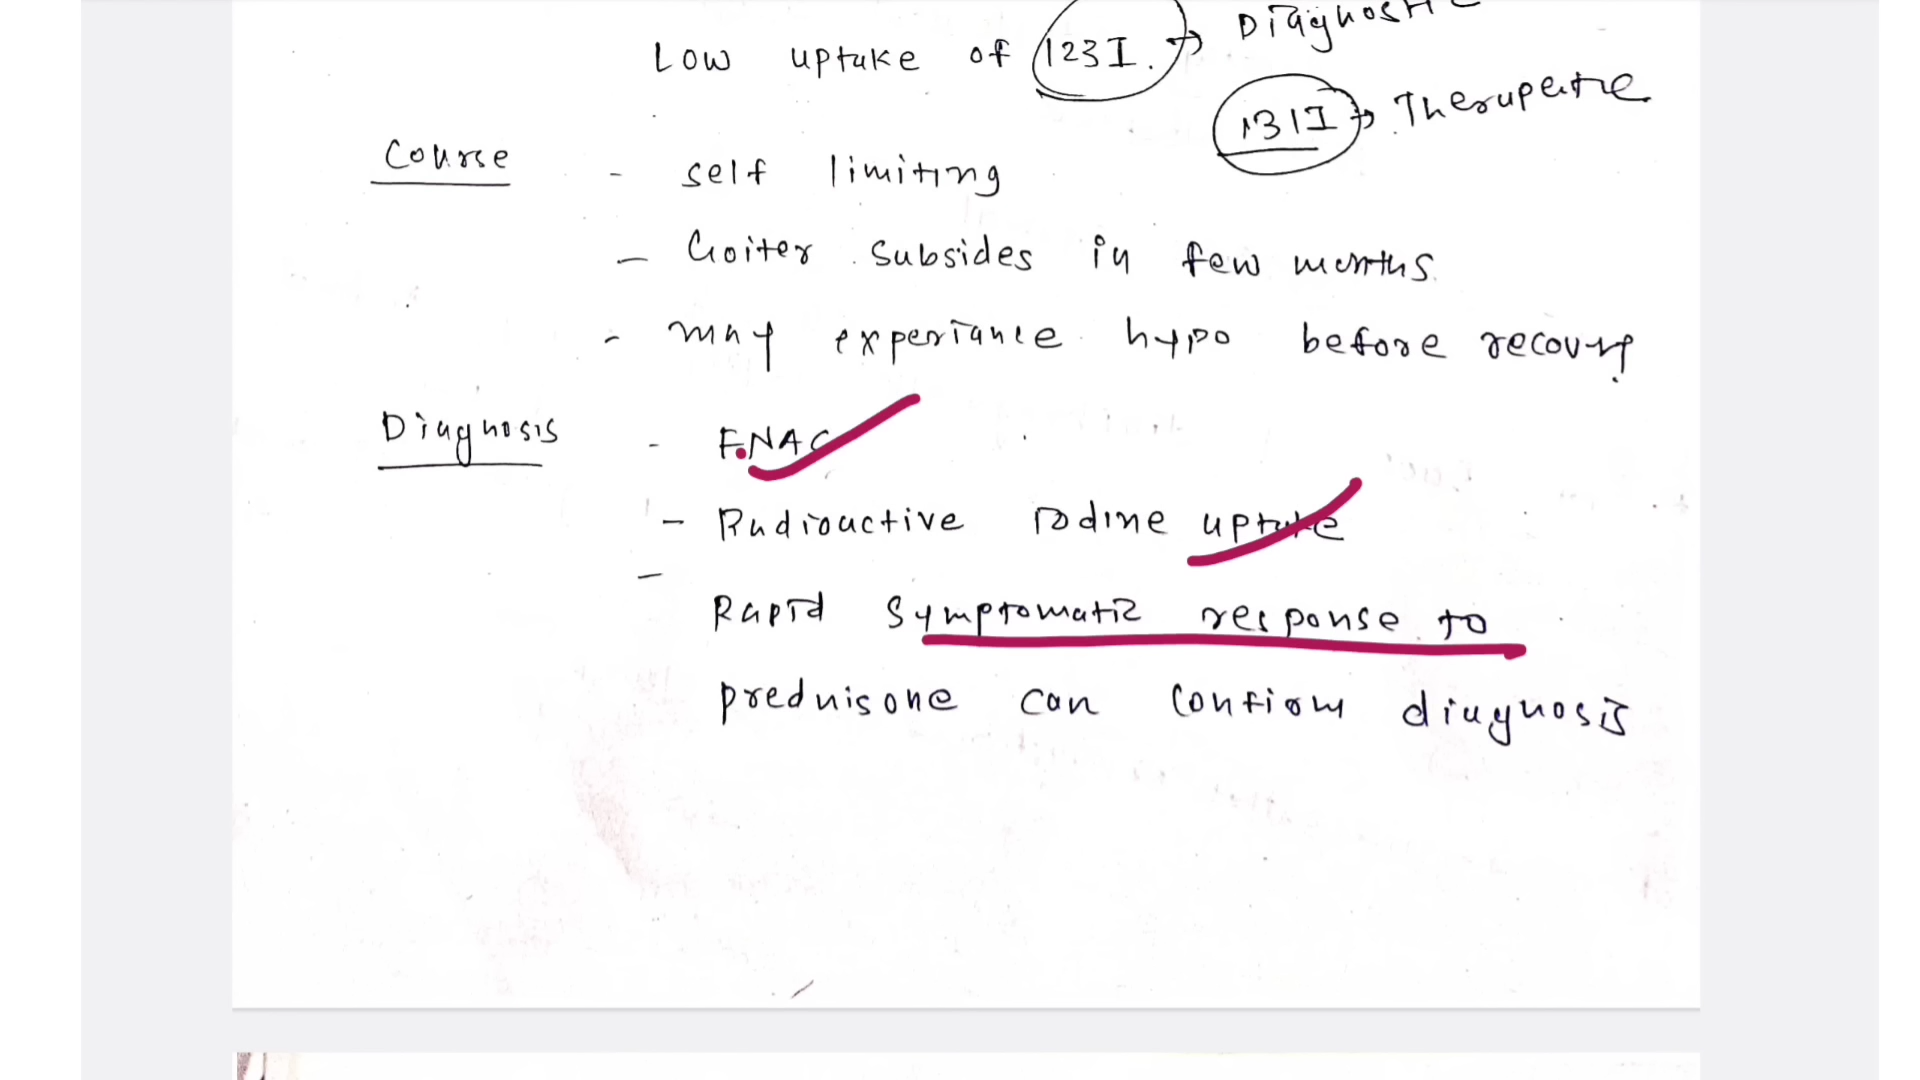 Low uptake of 123I. → Diagnostic
131I → Therupeutic
Course - self limiting
- Goiter subsides in few months.
- may experiance hypo before recovery
Diagnosis - FNAC
- Radioactive Iodine uptake
- Rapid symptomatic response to
prednisone can confirm diagnosis